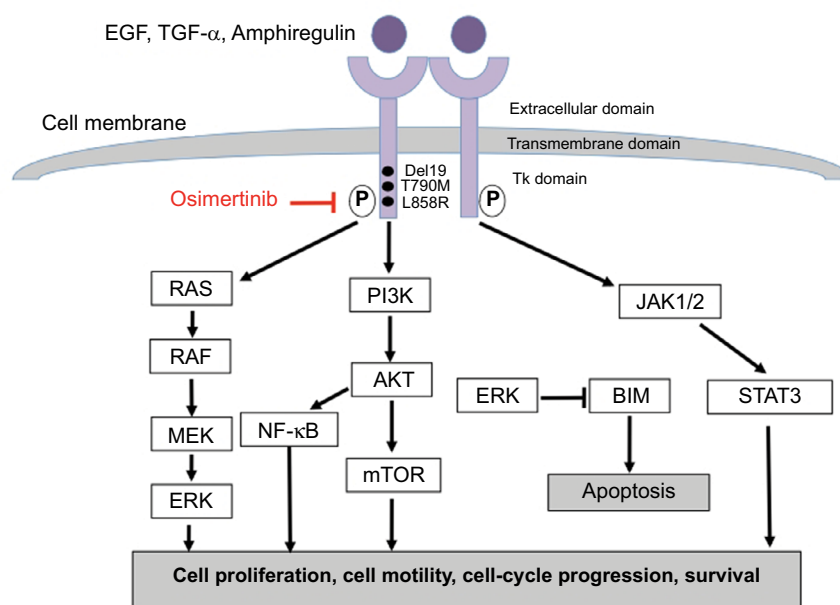 EGF, TGF-α, Amphiregulin
Extracellular domain
Cell membrane
Transmembrane domain
Del19
T790M
L858R
Tk domain
Osimertinib
P
P
RAS
PI3K
JAK1/2
RAF
AKT
ERK
BIM
STAT3
MEK
NF-κB
mTOR
Apoptosis
ERK
Cell proliferation, cell motility, cell-cycle progression, survival